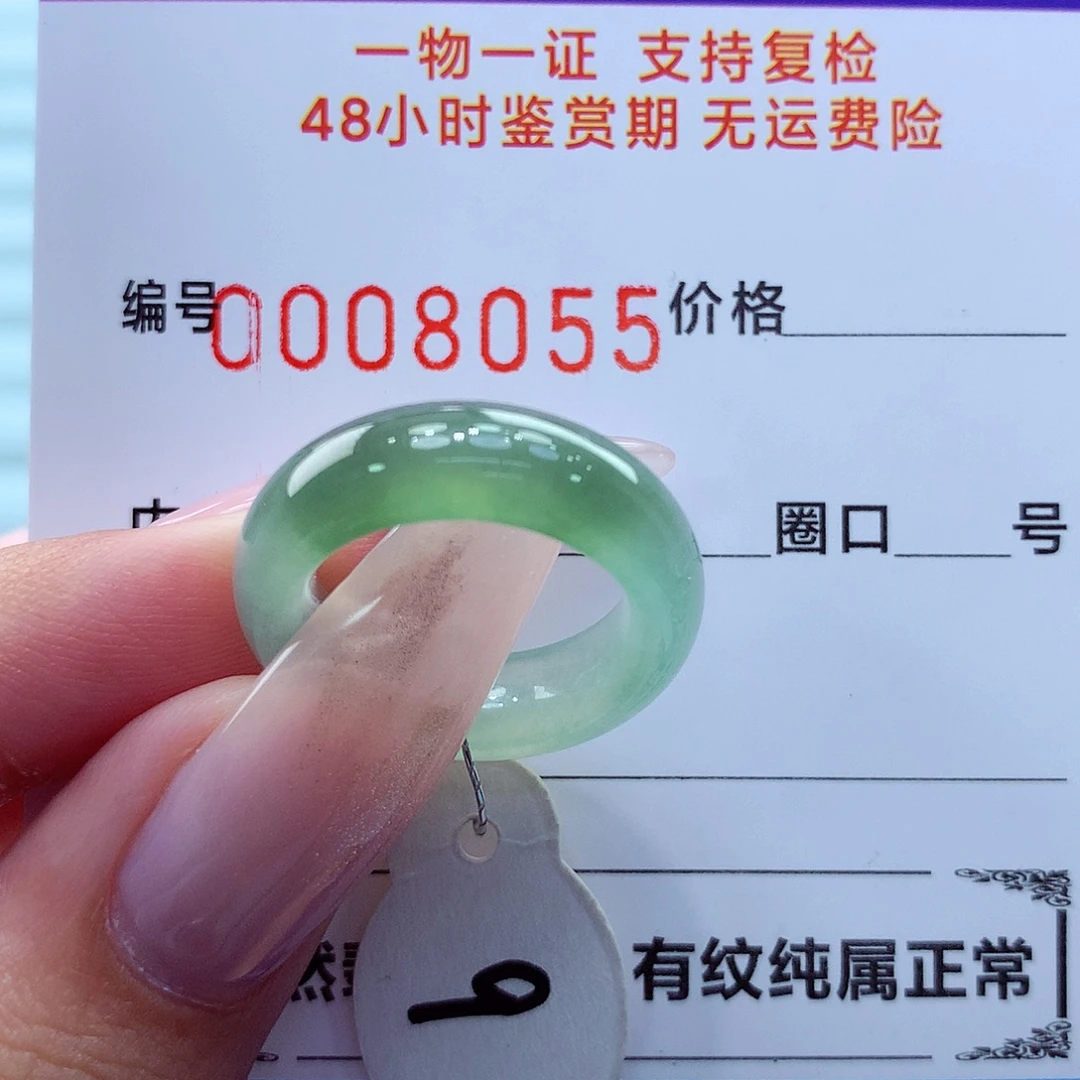 一物一证 支持复检
48小时鉴赏期 无运费险
编号0008055价格
圈口 号
有纹纯属正常
9